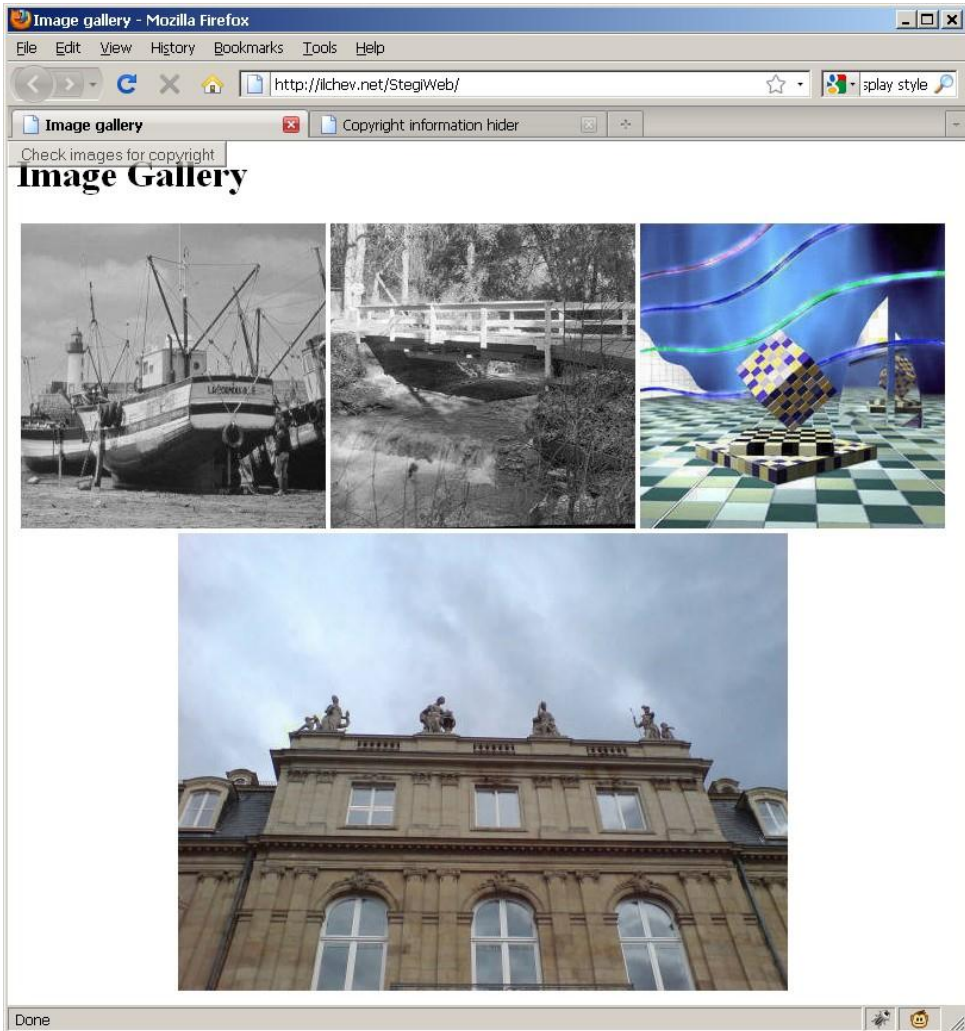 Image gallery - Mozilla Firefox
File Edit View History Bookmarks Tools Help
http://ilchev.net/StegiWeb/ splay style
Image gallery Copyright information hider
Check images for copyright
Image Gallery
Done